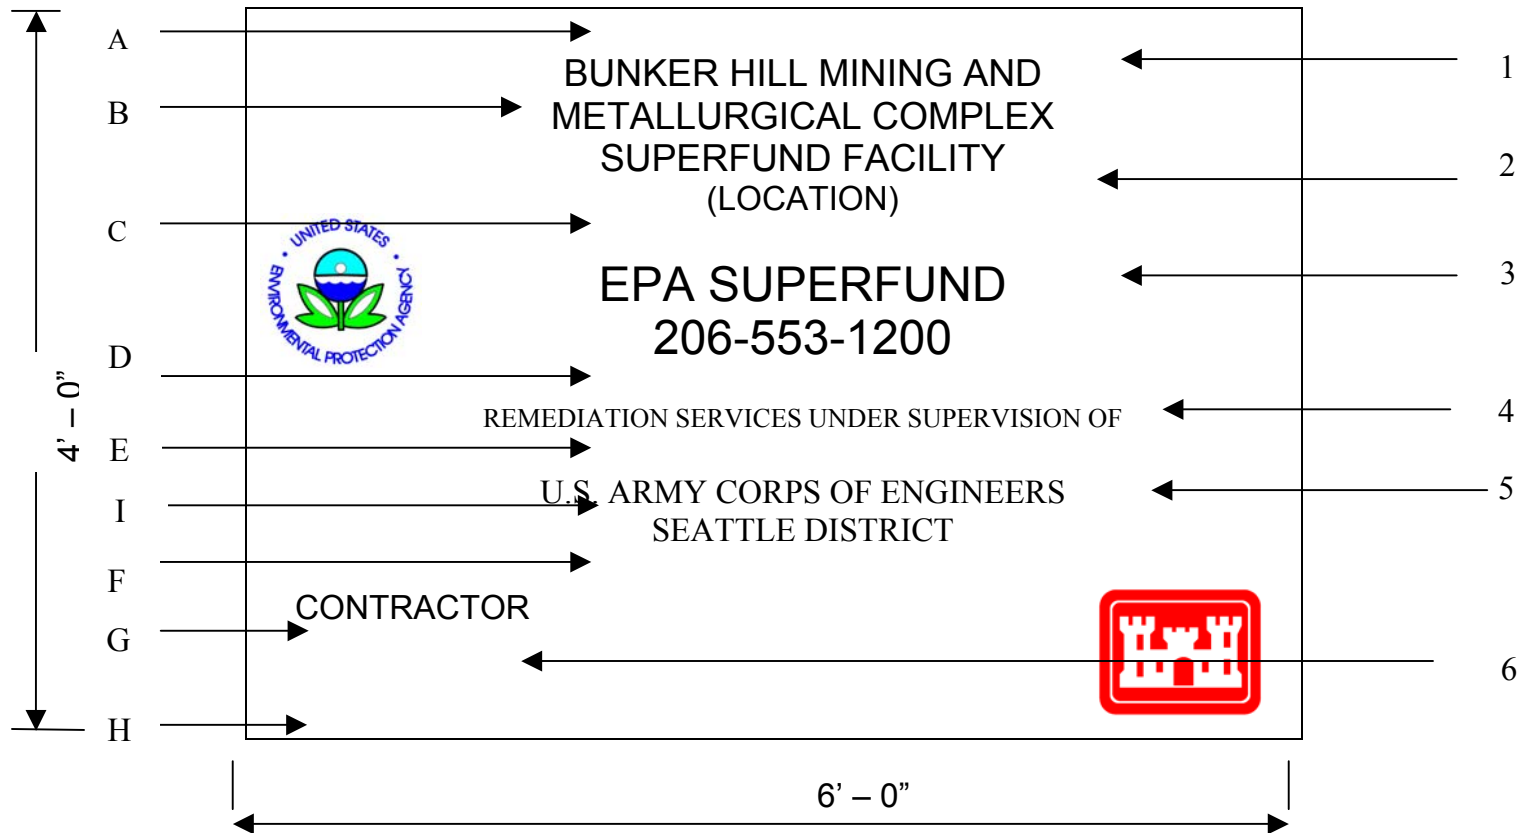 A
BUNKER HILL MINING AND
1
B
METALLURGICAL COMPLEX
SUPERFUND FACILITY
2
(LOCATION)
C
UNITED STATES
ENVIRONMENTAL PROTECTION AGENCY
EPA SUPERFUND
3
206-553-1200
D
4’ – 0”
REMEDIATION SERVICES UNDER SUPERVISION OF
4
E
U.S. ARMY CORPS OF ENGINEERS
5
I
SEATTLE DISTRICT
F
CONTRACTOR
G
6
H
6’ – 0”